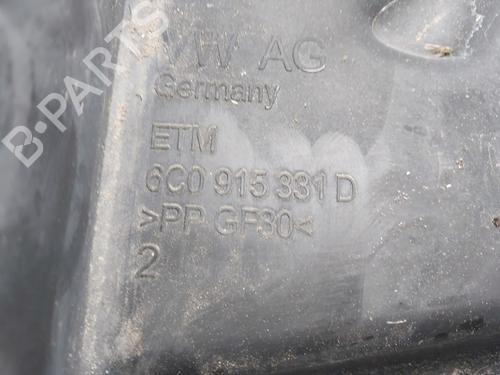 B-PARTS
VW AG
Germany
ETM
6C0 915 331 D
>PP GF30<
2